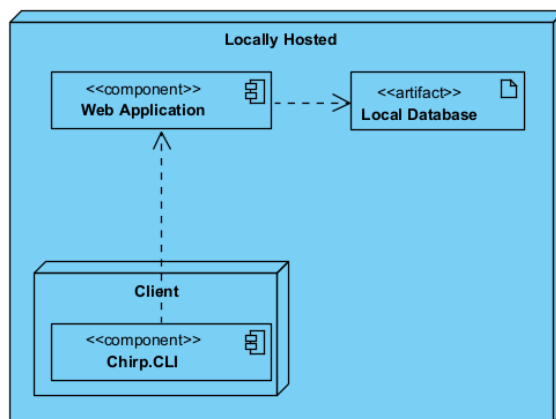 Locally Hosted
<<component>>
Web Application
<<artifact>>
Local Database
Client
<<component>>
Chirp.CLI